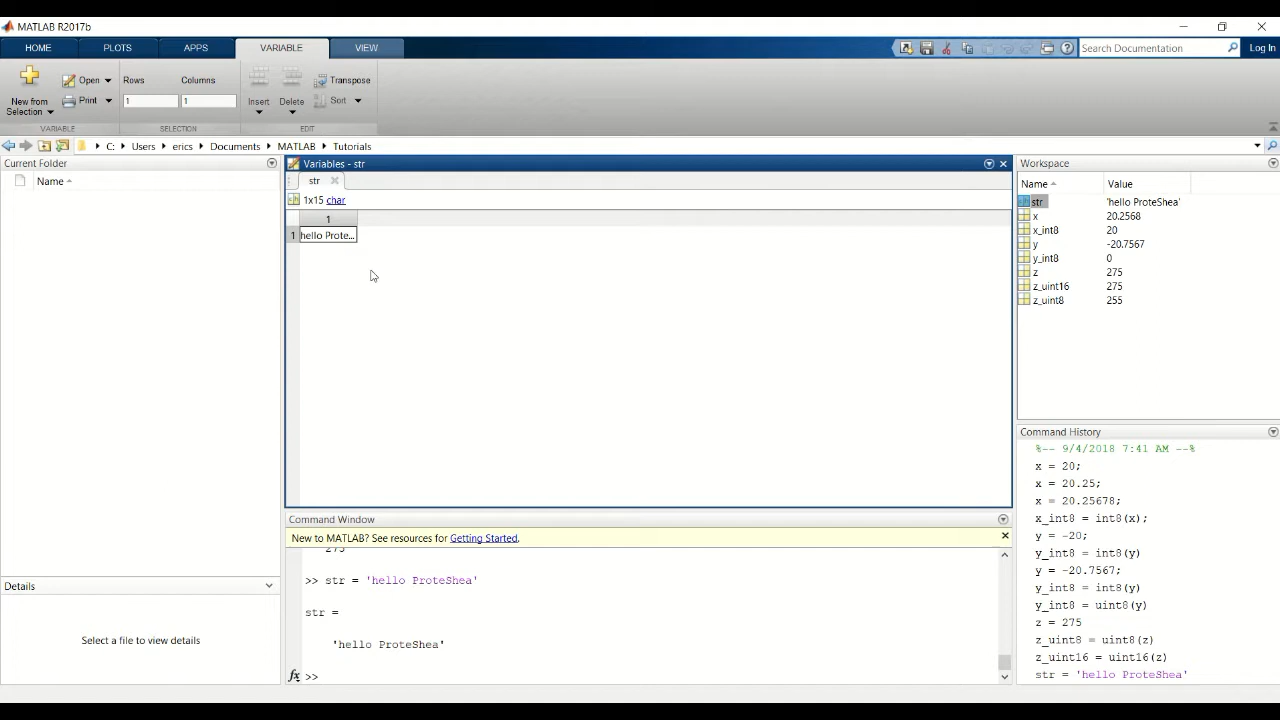 MATLAB R2017b
HOME PLOTS APPS VARIABLE VIEW
Search Documentation Log In
New from Selection
Open
Print
Rows Columns
1 1
Insert Delete
Transpose
Sort
VARIABLE SELECTION EDIT
C: Users erics Documents MATLAB Tutorials
Current Folder
Name
Details
Select a file to view details
Variables - str
str
1x15 char
1
1 hello Prote...
Command Window
New to MATLAB? See resources for Getting Started.
275
>> str = 'hello ProteShea'
str =
'hello ProteShea'
fx >>
Workspace
Name Value
str 'hello ProteShea'
x 20.2568
x_int8 20
y -20.7567
y_int8 0
z 275
z_uint16 275
z_uint8 255
Command History
%-- 9/4/2018 7:41 AM --%
x = 20;
x = 20.25;
x = 20.25678;
x_int8 = int8(x);
y = -20;
y_int8 = int8(y)
y = -20.7567;
y_int8 = int8(y)
y_int8 = uint8(y)
z = 275
z_uint8 = uint8(z)
z_uint16 = uint16(z)
str = 'hello ProteShea'